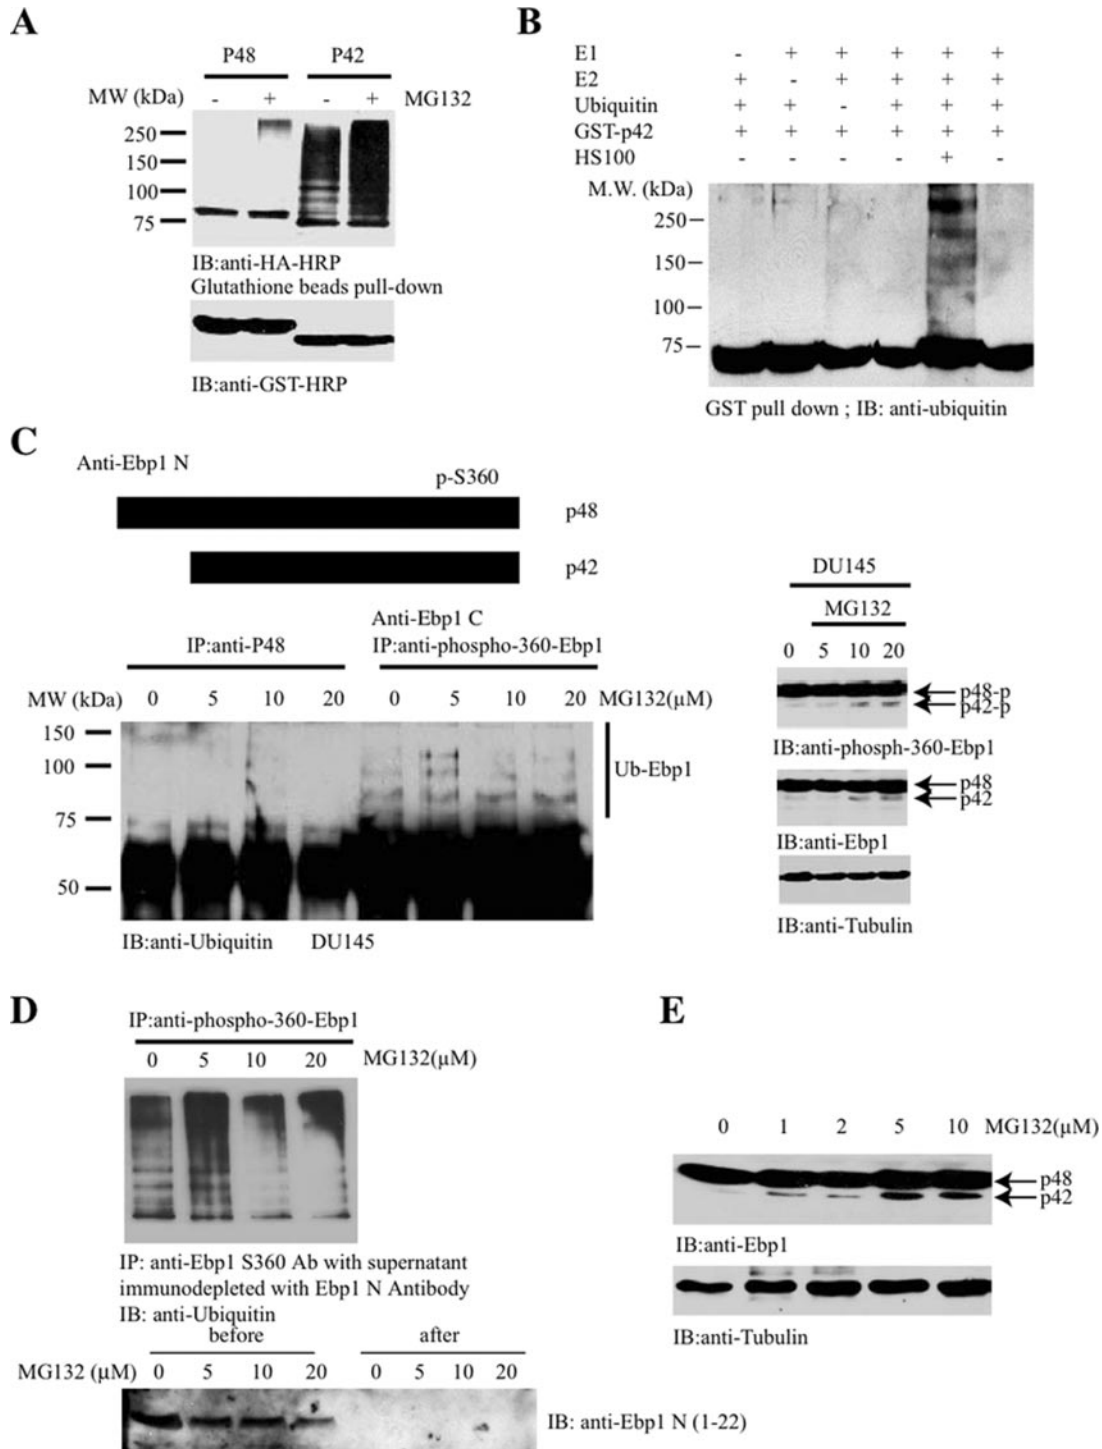 A
P48 P42
MW (kDa) - + - + MG132
250
150
100
75
IB:anti-HA-HRP
Glutathione beads pull-down
IB:anti-GST-HRP
B
E1 - + + + + +
E2 + - + + + +
Ubiquitin + + - + + +
GST-p42 + + + + + +
HS100 - - - - + -
M.W. (kDa)
250
150
100
75
GST pull down ; IB: anti-ubiquitin
C
Anti-Ebp1 N
p-S360
p48
p42
Anti-Ebp1 C
IP:anti-P48 IP:anti-phospho-360-Ebp1
MW (kDa) 0 5 10 20 0 5 10 20 MG132(µM)
150
100
75
50
Ub-Ebp1
IB:anti-Ubiquitin DU145
DU145
MG132
0 5 10 20
p48-p
p42-p
IB:anti-phosph-360-Ebp1
p48
p42
IB:anti-Ebp1
IB:anti-Tubulin
D
IP:anti-phospho-360-Ebp1
0 5 10 20 MG132(µM)
IP: anti-Ebp1 S360 Ab with supernatant
immunodepleted with Ebp1 N Antibody
IB: anti-Ubiquitin
before after
MG132 (µM) 0 5 10 20 0 5 10 20
IB: anti-Ebp1 N (1-22)
E
0 1 2 5 10 MG132(µM)
p48
p42
IB:anti-Ebp1
IB:anti-Tubulin